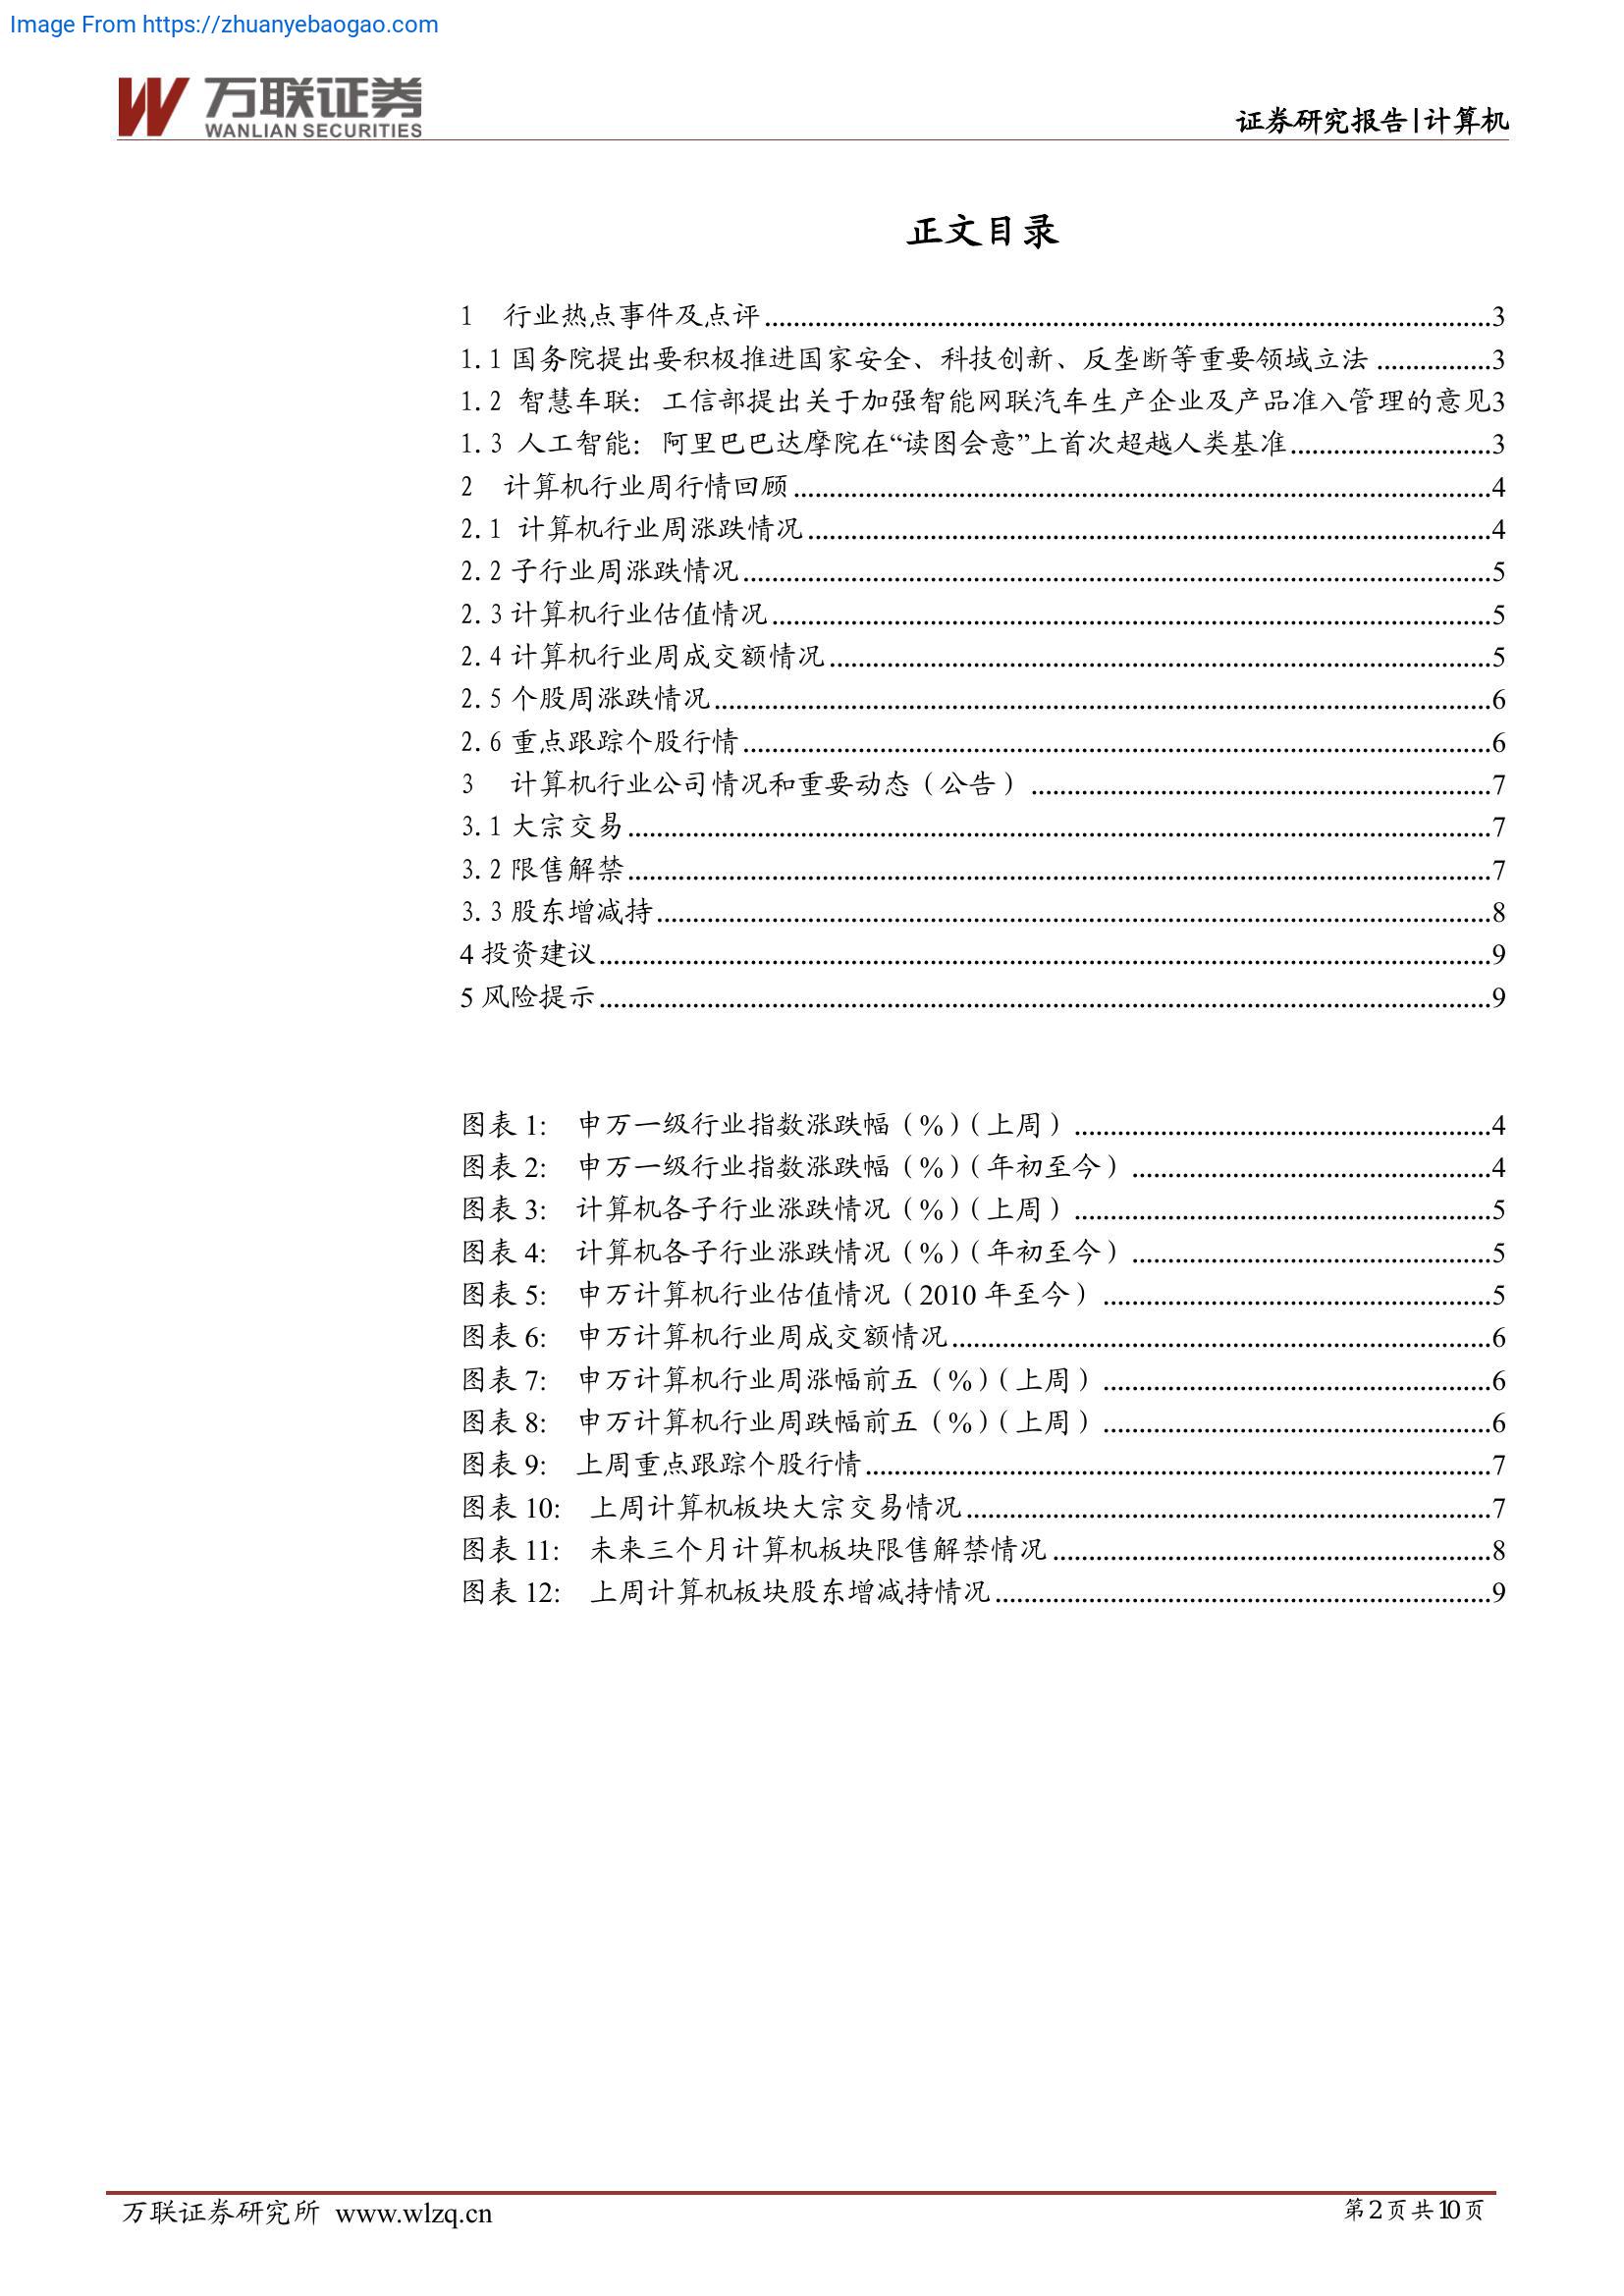 Image From https://zhuanyebaogao.com
万联证券
WANLIAN SECURITIES
证券研究报告|计算机
正文目录
1 行业热点事件及点评........3
1.1 国务院提出要积极推进国家安全、科技创新、反垄断等重要领域立法........3
1.2 智慧车联：工信部提出关于加强智能网联汽车生产企业及产品准入管理的意见3
1.3 人工智能：阿里巴巴达摩院在“读图会意”上首次超越人类基准........3
2 计算机行业周行情回顾........4
2.1 计算机行业周涨跌情况........4
2.2 子行业周涨跌情况........5
2.3 计算机行业估值情况........5
2.4 计算机行业周成交额情况........5
2.5 个股周涨跌情况........6
2.6 重点跟踪个股行情........6
3 计算机行业公司情况和重要动态（公告）........7
3.1 大宗交易........7
3.2 限售解禁........7
3.3 股东增减持........8
4 投资建议........9
5 风险提示........9
图表 1: 申万一级行业指数涨跌幅（%）（上周）........4
图表 2: 申万一级行业指数涨跌幅（%）（年初至今）........4
图表 3: 计算机各子行业涨跌情况（%）（上周）........5
图表 4: 计算机各子行业涨跌情况（%）（年初至今）........5
图表 5: 申万计算机行业估值情况（2010 年至今）........5
图表 6: 申万计算机行业周成交额情况........6
图表 7: 申万计算机行业周涨幅前五（%）（上周）........6
图表 8: 申万计算机行业周跌幅前五（%）（上周）........6
图表 9: 上周重点跟踪个股行情........7
图表 10: 上周计算机板块大宗交易情况........7
图表 11: 未来三个月计算机板块限售解禁情况........8
图表 12: 上周计算机板块股东增减持情况........9
万联证券研究所 www.wlzq.cn
第2页共10页